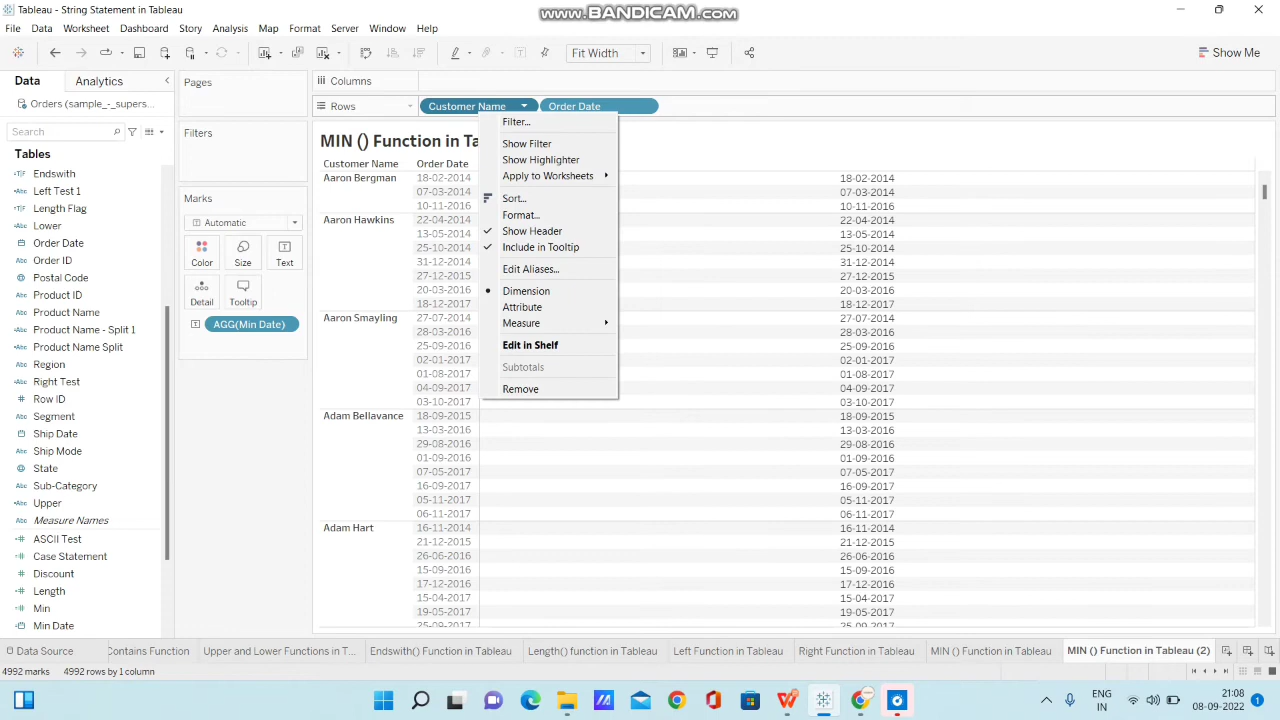 Tableau - String Statement in Tableau
www.BANDICAM.com
File Data Worksheet Dashboard Story Analysis Map Format Server Window Help
Fit Width
Show Me
Data Analytics
Pages
Columns
Orders (sample_-_supers...
Rows
Customer Name
Order Date
Search
Filters
Tables
Endswith
Left Test 1
Length Flag
Lower
Order Date
Order ID
Postal Code
Product ID
Product Name
Product Name - Split 1
Product Name Split
Region
Right Test
Row ID
Segment
Ship Date
Ship Mode
State
Sub-Category
Upper
Measure Names
ASCII Test
Case Statement
Discount
Length
Min
Min Date
Marks
Automatic
Color Size Text
Detail Tooltip
AGG(Min Date)
MIN () Function in Ta
Customer Name Order Date
Aaron Bergman 18-02-2014 18-02-2014
07-03-2014 07-03-2014
10-11-2016 10-11-2016
Aaron Hawkins 22-04-2014 22-04-2014
13-05-2014 13-05-2014
25-10-2014 25-10-2014
31-12-2014 31-12-2014
27-12-2015 27-12-2015
20-03-2016 20-03-2016
18-12-2017 18-12-2017
Aaron Smayling 27-07-2014 27-07-2014
28-03-2016 28-03-2016
25-09-2016 25-09-2016
02-01-2017 02-01-2017
01-08-2017 01-08-2017
04-09-2017 04-09-2017
03-10-2017 03-10-2017
Adam Bellavance 18-09-2015 18-09-2015
13-03-2016 13-03-2016
29-08-2016 29-08-2016
01-09-2016 01-09-2016
07-05-2017 07-05-2017
16-09-2017 16-09-2017
05-11-2017 05-11-2017
06-11-2017 06-11-2017
Adam Hart 16-11-2014 16-11-2014
21-12-2015 21-12-2015
26-06-2016 26-06-2016
15-09-2016 15-09-2016
17-12-2016 17-12-2016
15-04-2017 15-04-2017
19-05-2017 19-05-2017
25-09-2017 25-09-2017
Filter...
Show Filter
Show Highlighter
Apply to Worksheets
Sort...
Format...
Show Header
Include in Tooltip
Edit Aliases...
Dimension
Attribute
Measure
Edit in Shelf
Subtotals
Remove
Data Source Contains Function Upper and Lower Functions in T... Endswith() Function in Tableau Length() function in Tableau Left Function in Tableau Right Function in Tableau MIN () Function in Tableau MIN () Function in Tableau (2)
4992 marks 4992 rows by 1 column
ENG
IN
21:08
08-09-2022